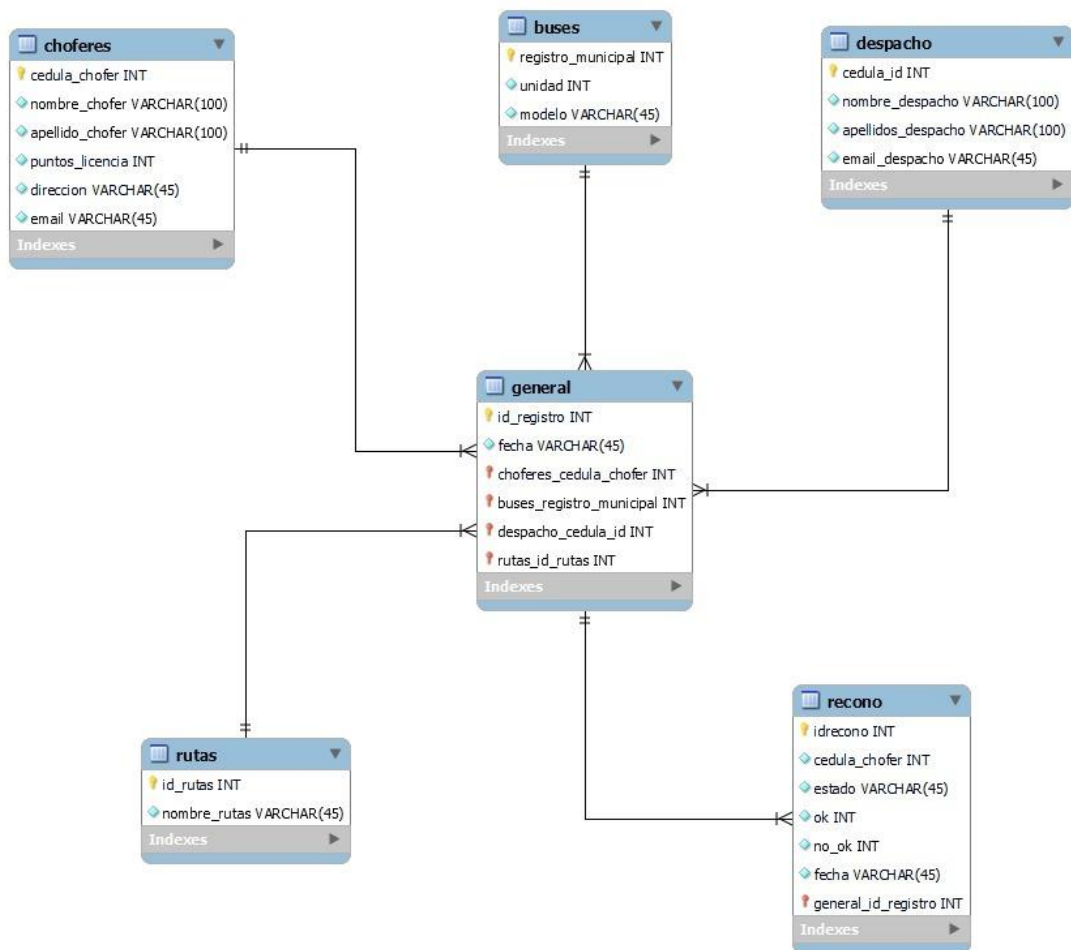 choferes
cedula_chofer INT
nombre_chofer VARCHAR(100)
apellido_chofer VARCHAR(100)
puntos_licencia INT
direccion VARCHAR(45)
email VARCHAR(45)
Indexes
buses
registro_municipal INT
unidad INT
modelo VARCHAR(45)
Indexes
despacho
cedula_id INT
nombre_despacho VARCHAR(100)
apellidos_despacho VARCHAR(100)
email_despacho VARCHAR(45)
Indexes
general
id_registro INT
fecha VARCHAR(45)
choferes_cedula_chofer INT
buses_registro_municipal INT
despacho_cedula_id INT
rutas_id_rutas INT
Indexes
rutas
id_rutas INT
nombre_rutas VARCHAR(45)
Indexes
recono
idrecono INT
cedula_chofer INT
estado VARCHAR(45)
ok INT
no_ok INT
fecha VARCHAR(45)
general_id_registro INT
Indexes